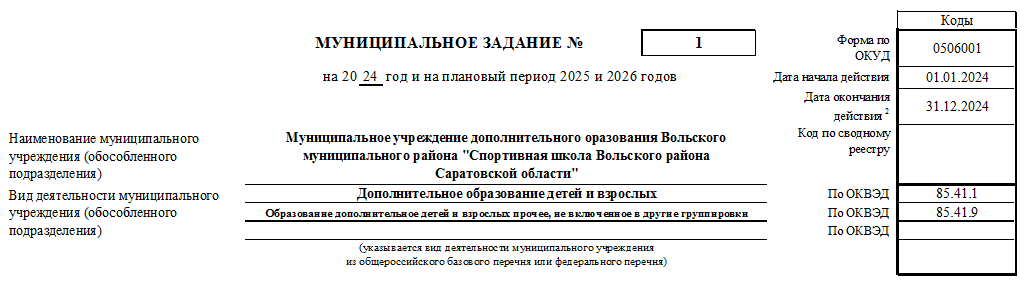 Коды
МУНИЦИПАЛЬНОЕ ЗАДАНИЕ № 1
Форма по
ОКУД
0506001
на 20 24 год и на плановый период 2025 и 2026 годов
Дата начала действия
01.01.2024
Дата окончания
действия 2
31.12.2024
Наименование муниципального
учреждения (обособленного
подразделения)
Муниципальное учреждение дополнительного оразования Вольского
муниципального района "Спортивная школа Вольского района
Саратовской области"
Код по сводному
реестру
Вид деятельности муниципального
учреждения (обособленного
подразделения)
Дополнительное образование детей и взрослых
По ОКВЭД
85.41.1
Образование дополнительное детей и взрослых прочее, не включенное в другие группировки
По ОКВЭД
85.41.9
По ОКВЭД
(указывается вид деятельности муниципального учреждения
из общероссийского базового перечня или федерального перечня)